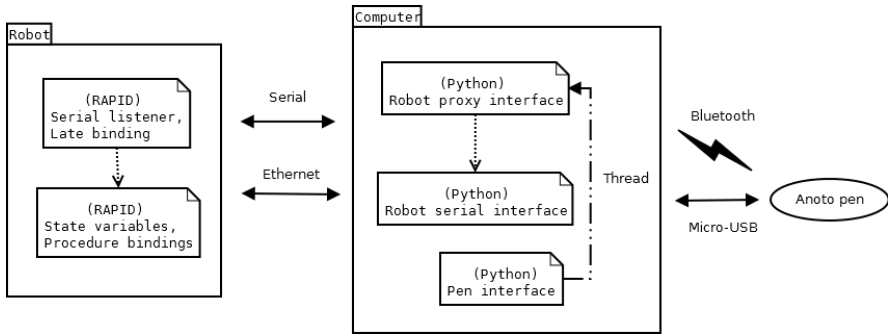 Robot
(RAPID)
Serial listener,
Late binding
(RAPID)
State variables,
Procedure bindings
Serial
Ethernet
Computer
(Python)
Robot proxy interface
(Python)
Robot serial interface
(Python)
Pen interface
Thread
Bluetooth
Micro-USB
Anoto pen